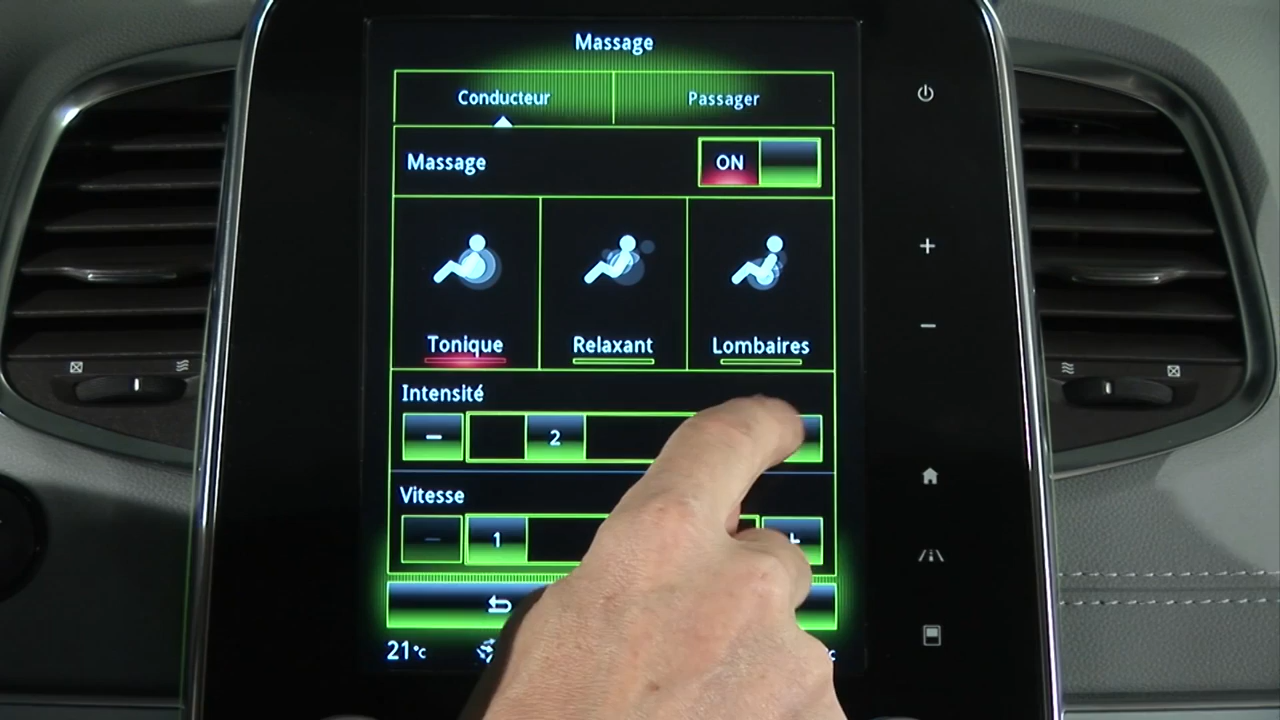 Massage
Conducteur Passager
Massage ON
Tonique Relaxant Lombaires
Intensité
- 2
Vitesse
- 1 +
21°C